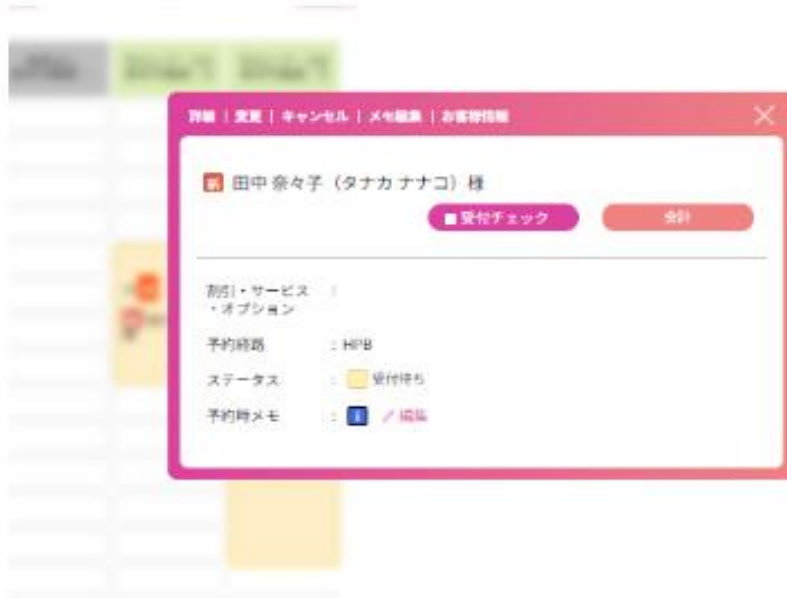 詳細 | 変更 | キャンセル | メモ編集 | お客様情報
新 田中 奈々子（タナカ ナナコ）様
■受付チェック
会計
割引・サービス :
・オプション
予約経路 : HPB
ステータス : 受付待ち
予約時メモ : i 編集